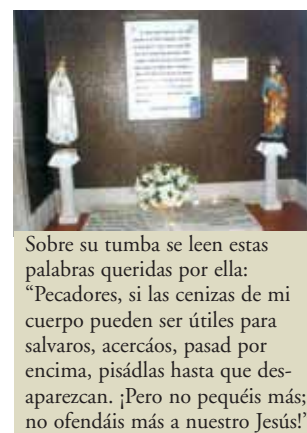 Sobre su tumba se leen estas
palabras queridas por ella:
“Pecadores, si las cenizas de mi
cuerpo pueden ser útiles para
salvaros, acercáos, pasad por
encima, pisádlas hasta que des-
aparezcan. ¡Pero no pequéis más;
no ofendáis más a nuestro Jesús!”